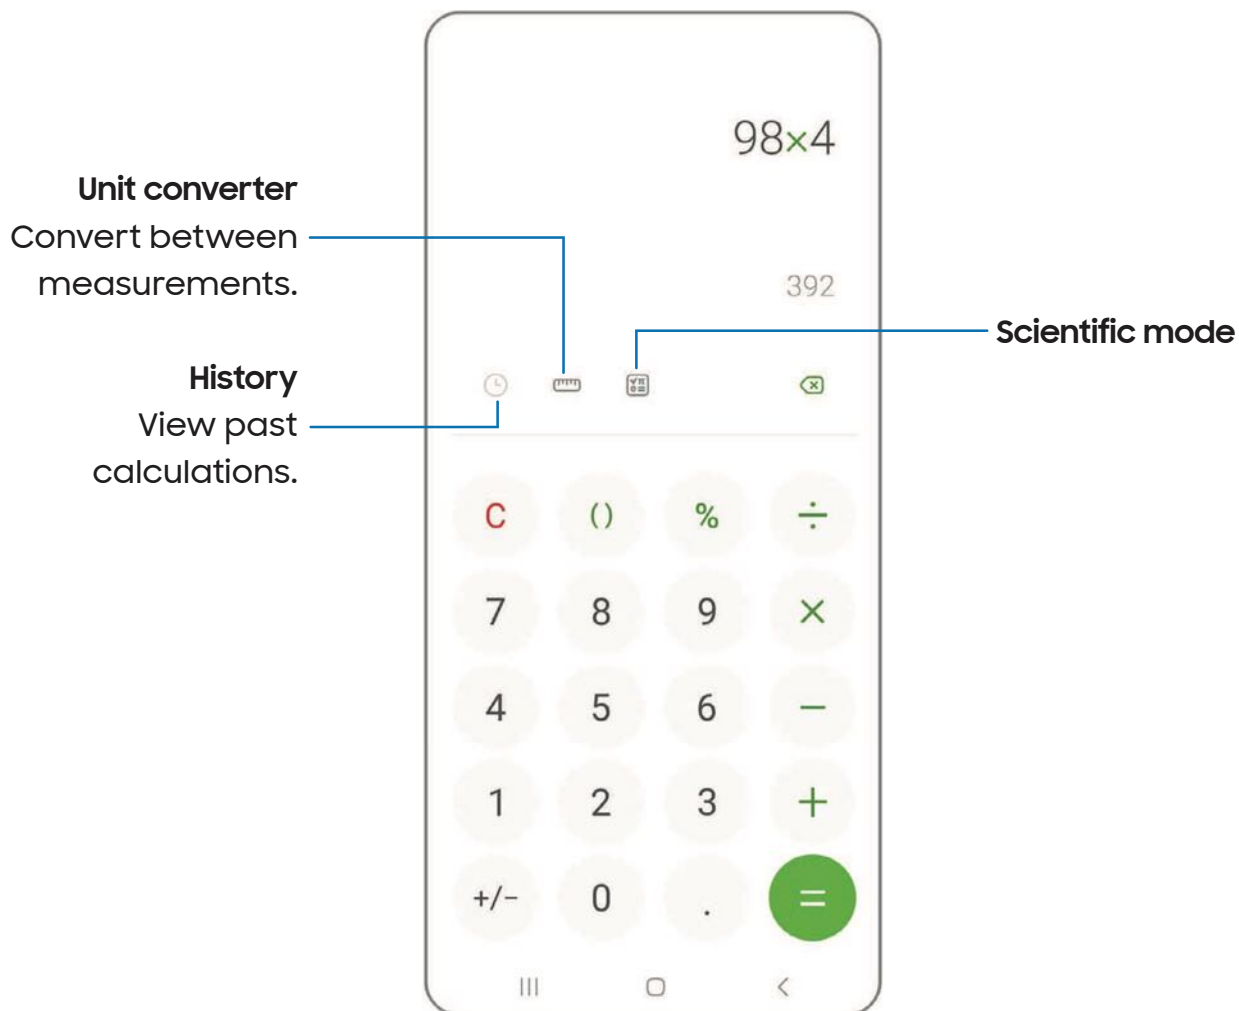 98×4
Unit converter
Convert between
measurements.
392
Scientific mode
History
View past
calculations.
C () % ÷
7 8 9 ×
4 5 6 −
1 2 3 +
+/− 0 . =